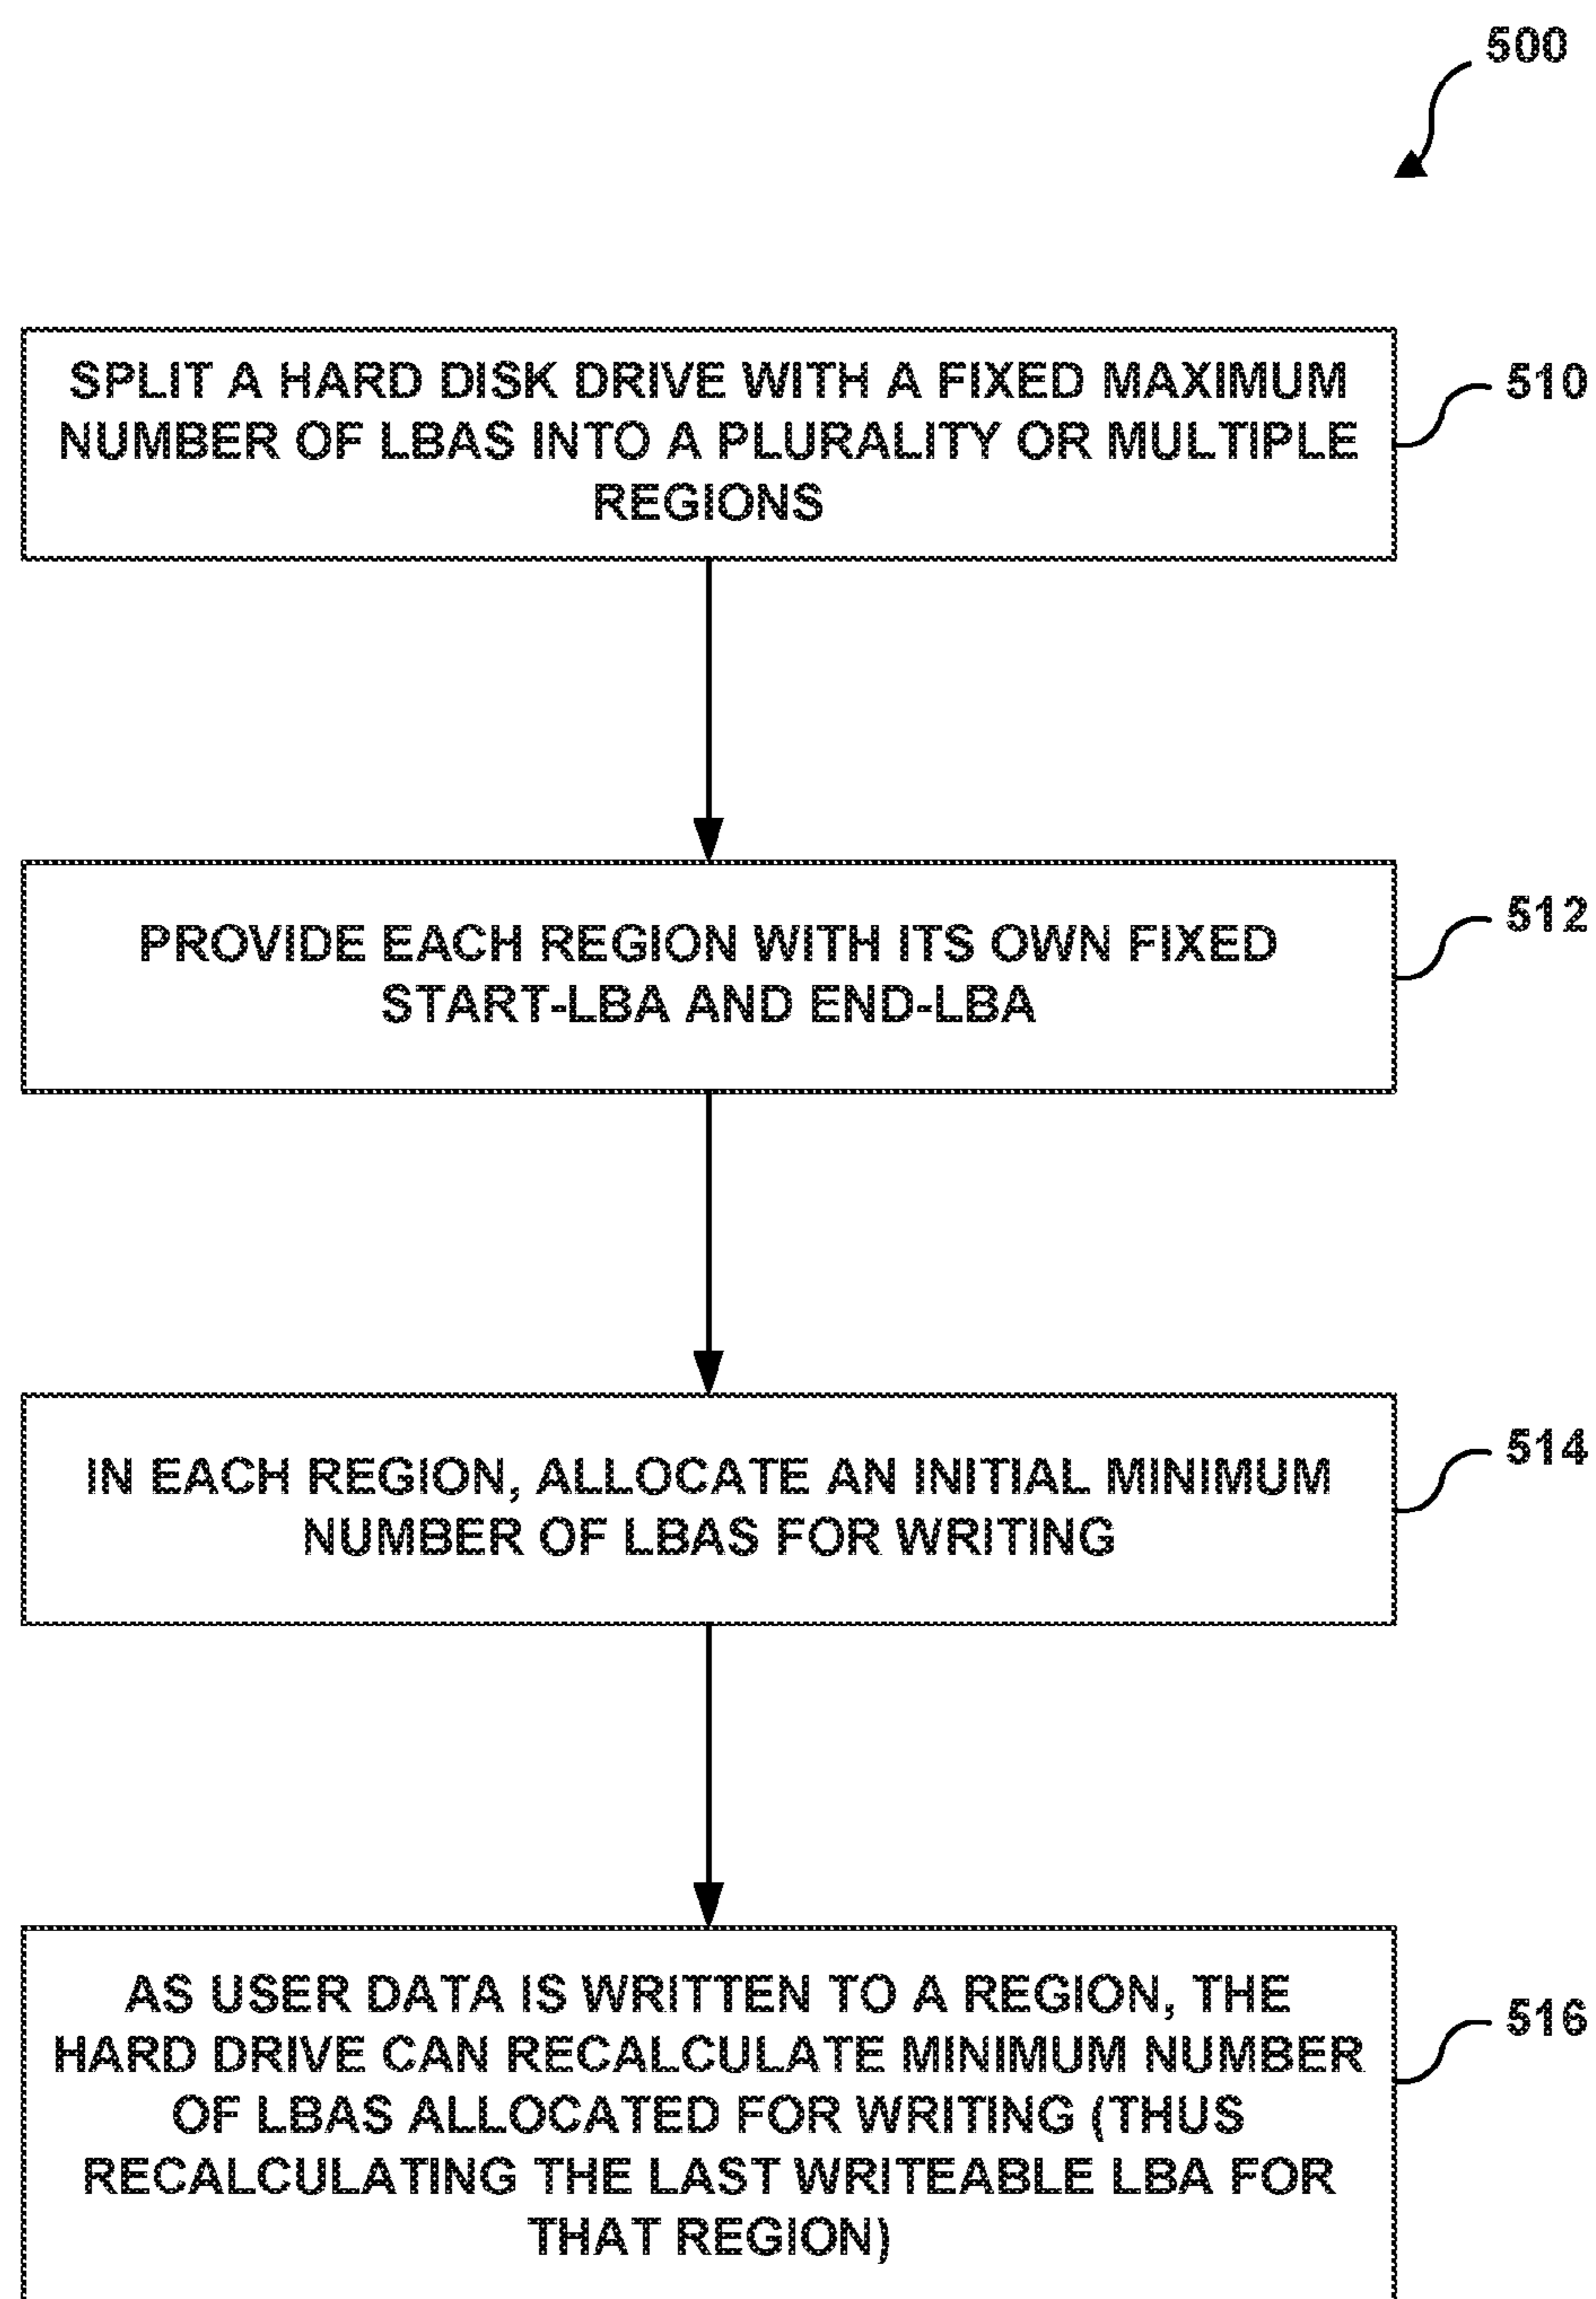 500
SPLIT A HARD DISK DRIVE WITH A FIXED MAXIMUM
NUMBER OF LBAS INTO A PLURALITY OR MULTIPLE
REGIONS
510
PROVIDE EACH REGION WITH ITS OWN FIXED
START-LBA AND END-LBA
512
IN EACH REGION, ALLOCATE AN INITIAL MINIMUM
NUMBER OF LBAS FOR WRITING
514
AS USER DATA IS WRITTEN TO A REGION, THE
HARD DRIVE CAN RECALCULATE MINIMUM NUMBER
OF LBAS ALLOCATED FOR WRITING (THUS
RECALCULATING THE LAST WRITEABLE LBA FOR
THAT REGION)
516